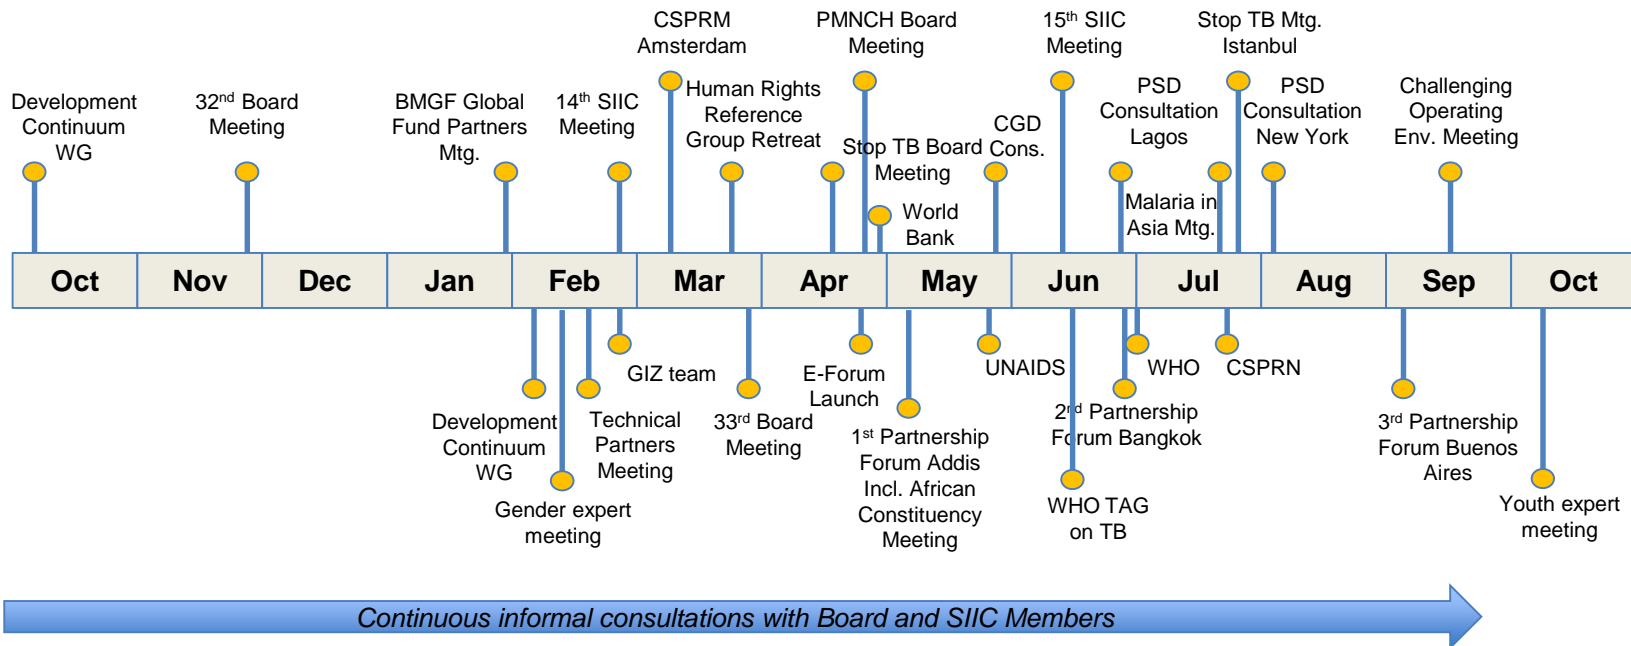 CSPRM
Amsterdam
PMNCH Board
Meeting
15th SIIC
Meeting
Stop TB Mtg.
Istanbul
Development
Continuum
WG
32nd Board
Meeting
BMGF Global
Fund Partners
Mtg.
14th SIIC
Meeting
Human Rights
Reference
Group Retreat
Stop TB Board
Meeting
World
Bank
CGD
Cons.
PSD
Consultation
Lagos
Malaria in
Asia Mtg.
PSD
Consultation
New York
Challenging
Operating
Env. Meeting
Oct Nov Dec Jan Feb Mar Apr May Jun Jul Aug Sep Oct
Development
Continuum
WG
Gender expert
meeting
Technical
Partners
Meeting
GIZ team
33rd Board
Meeting
E-Forum
Launch
1st Partnership
Forum Addis
Incl. African
Constituency
Meeting
UNAIDS
WHO TAG
on TB
2nd Partnership
Forum Bangkok
WHO
CSPRN
3rd Partnership
Forum Buenos
Aires
Youth expert
meeting
Continuous informal consultations with Board and SIIC Members